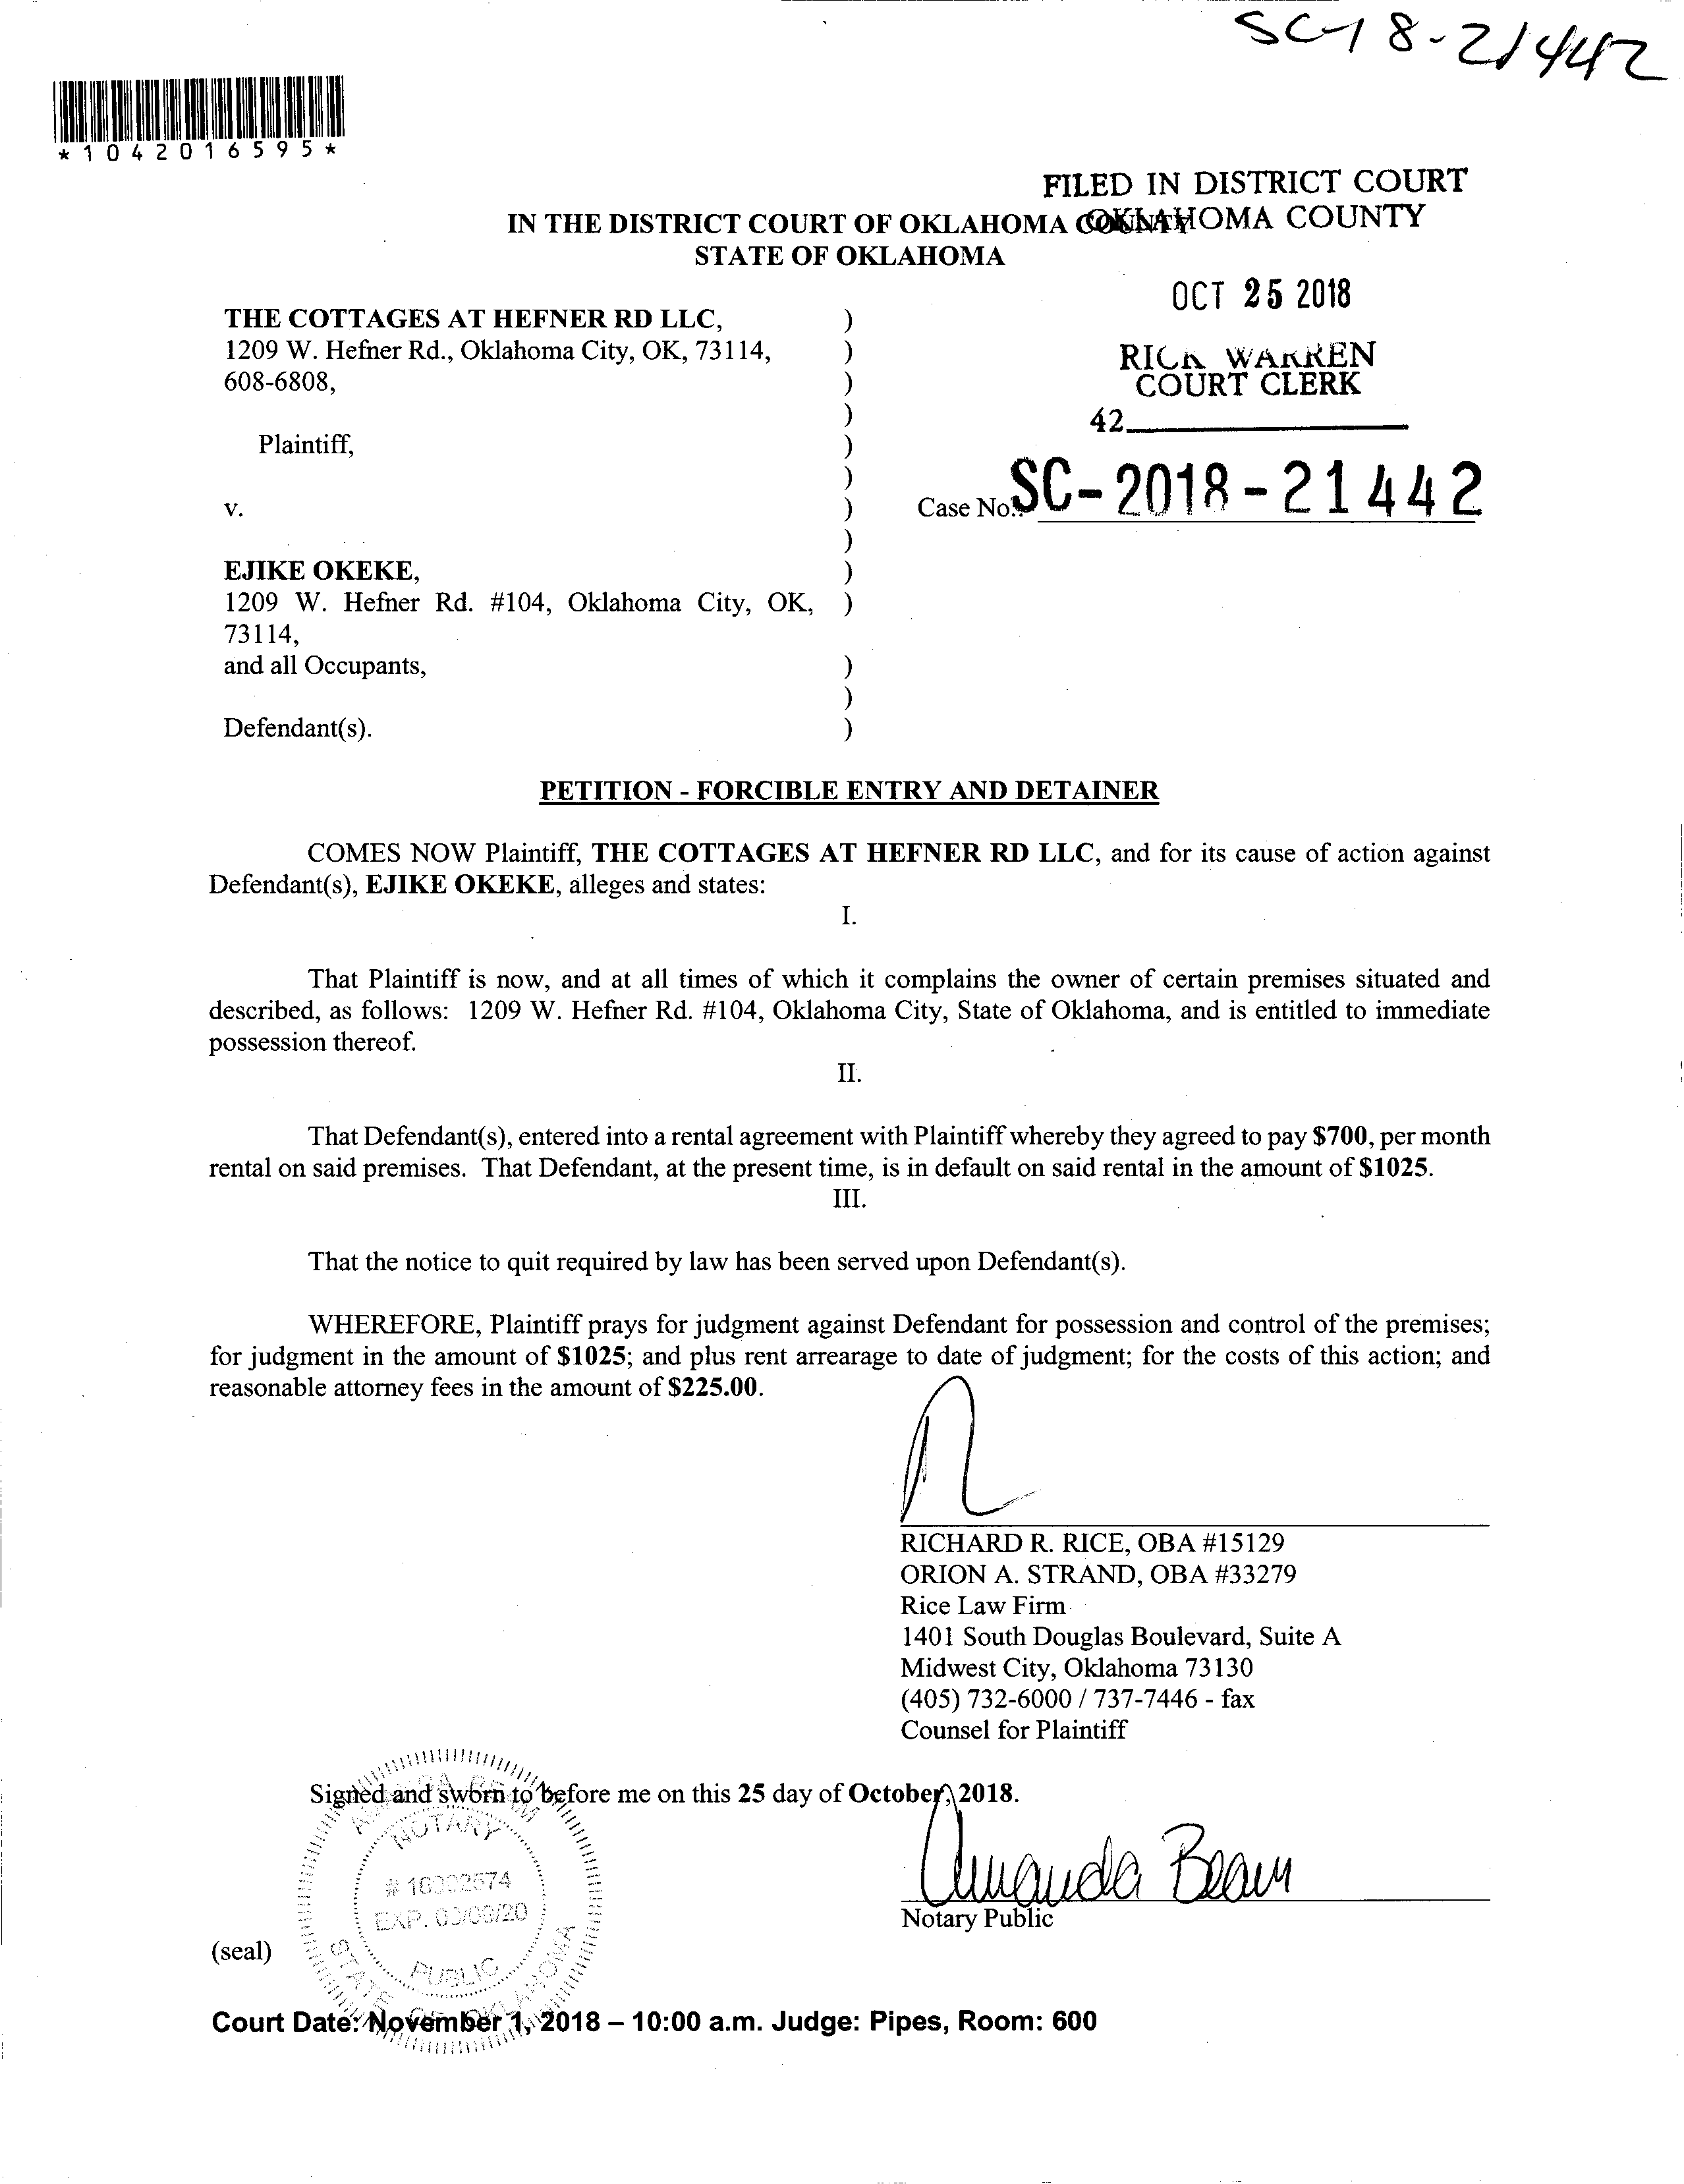 SC-18-21442
*1042016595*
FILED IN DISTRICT COURT
OKLAHOMA COUNTY
IN THE DISTRICT COURT OF OKLAHOMA COUNTY
STATE OF OKLAHOMA
OCT 25 2018
RICK WARREN
COURT CLERK
42
THE COTTAGES AT HEFNER RD LLC, )
1209 W. Hefner Rd., Oklahoma City, OK, 73114, )
608-6808, )
)
Plaintiff, )
)
v. ) Case No.: SC-2018-21442
)
EJIKE OKEKE, )
1209 W. Hefner Rd. #104, Oklahoma City, OK, )
73114,
and all Occupants, )
)
Defendant(s). )
PETITION - FORCIBLE ENTRY AND DETAINER
COMES NOW Plaintiff, THE COTTAGES AT HEFNER RD LLC, and for its cause of action against
Defendant(s), EJIKE OKEKE, alleges and states:
I.
That Plaintiff is now, and at all times of which it complains the owner of certain premises situated and
described, as follows: 1209 W. Hefner Rd. #104, Oklahoma City, State of Oklahoma, and is entitled to immediate
possession thereof.
II.
That Defendant(s), entered into a rental agreement with Plaintiff whereby they agreed to pay $700, per month
rental on said premises. That Defendant, at the present time, is in default on said rental in the amount of $1025.
III.
That the notice to quit required by law has been served upon Defendant(s).
WHEREFORE, Plaintiff prays for judgment against Defendant for possession and control of the premises;
for judgment in the amount of $1025; and plus rent arrearage to date of judgment; for the costs of this action; and
reasonable attorney fees in the amount of $225.00.
RICHARD R. RICE, OBA #15129
ORION A. STRAND, OBA #33279
Rice Law Firm
1401 South Douglas Boulevard, Suite A
Midwest City, Oklahoma 73130
(405) 732-6000 / 737-7446 - fax
Counsel for Plaintiff
Signed and sworn to before me on this 25 day of October, 2018.
Amanda Beam
Notary Public
NOTARY
PUBLIC
STATE OF OKLAHOMA
(seal)
Court Date: November 1, 2018 – 10:00 a.m. Judge: Pipes, Room: 600